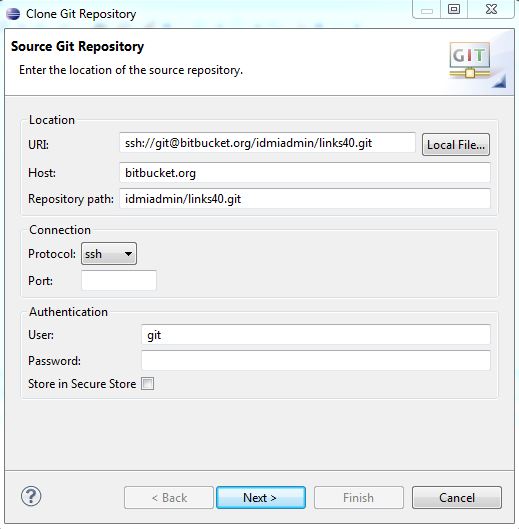 Clone Git Repository
Source Git Repository
Enter the location of the source repository.
GIT
Location
URI: ssh://git@bitbucket.org/idmiadmin/links40.git Local File...
Host: bitbucket.org
Repository path: idmiadmin/links40.git
Connection
Protocol: ssh
Port:
Authentication
User: git
Password:
Store in Secure Store
? < Back Next > Finish Cancel